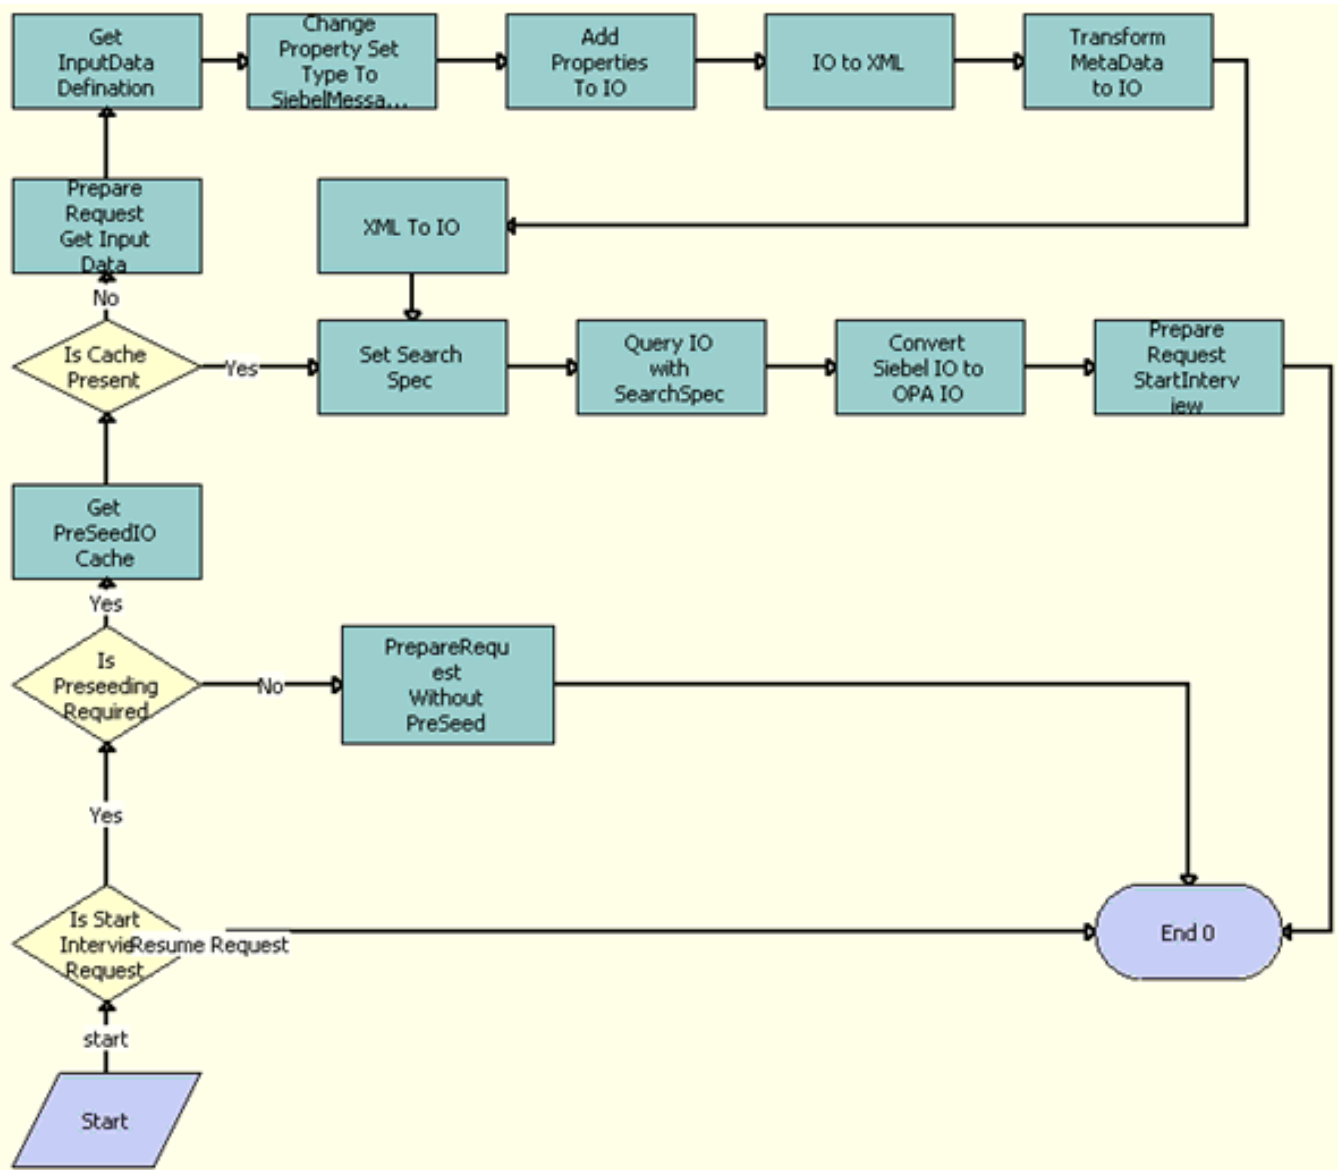 Get
InputData
Defination
Change
Property Set
Type To
SiebelMessa...
Add
Properties
To IO
IO to XML
Transform
MetaData
to IO
Prepare
Request
Get Input
Data
XML To IO
No
Is Cache
Present
Yes
Set Search
Spec
Query IO
with
SearchSpec
Convert
Siebel IO to
OPA IO
Prepare
Request
StartInterv
iew
Get
PreSeedIO
Cache
Yes
Is
Preseeding
Required
No
PrepareRequ
est
Without
PreSeed
Yes
Is Start
Intervie
Request
Resume Request
End 0
start
Start